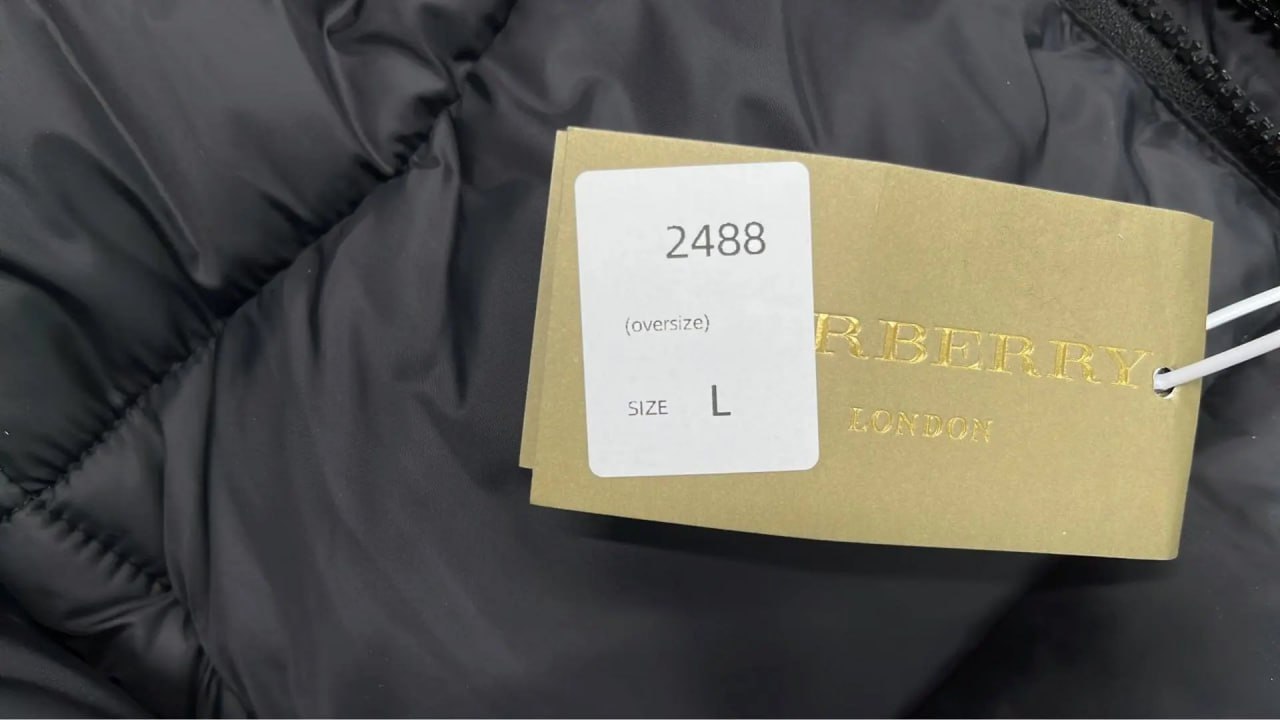 2488
(oversize)
SIZE L
RBERRY
LONDON